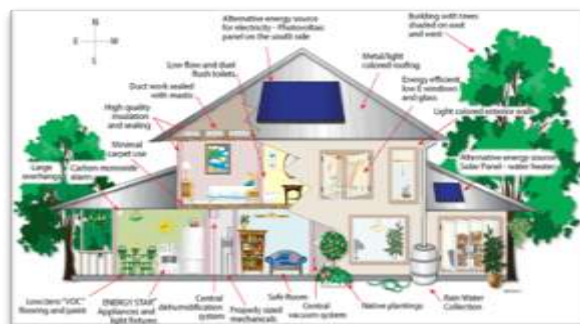 N
W
E
S
Alternative energy source
for electricity - Photovoltaic
panel on the south side
Building with trees
shaded on east
and west
Low flow and dual
flush toilets
Metal/light
colored roofing
Duct work sealed
with mastic
Energy efficient
low E windows
and glass
High quality
insulation
and sealing
Light colored exterior walls
Minimal
carpet use
Large
overhangs
Carbon monoxide
alarm
Alternative energy source
Solar Panel - water heater
Low/zero "VOC"
flooring and paint
ENERGY STAR
Appliances and
light fixtures
Central
dehumidification
system
Properly sized
mechanicals
Safe Room
Central
vacuum system
Native plantings
Rain Water
Collection